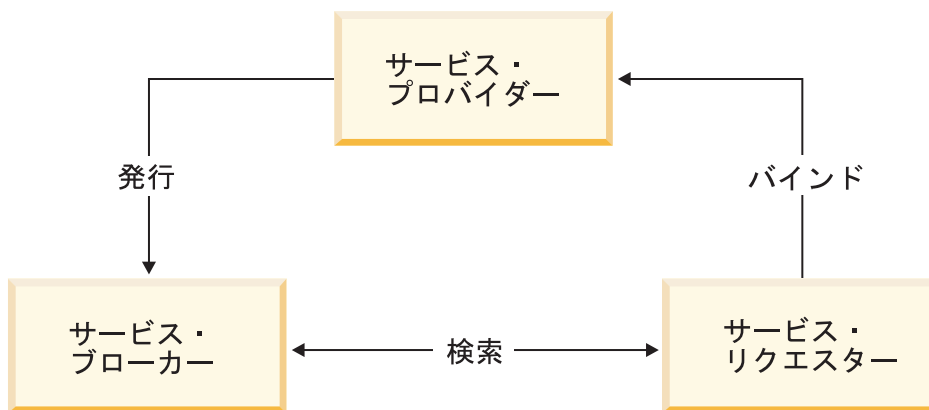 サービス・
プロバイダー
発行
バインド
サービス・
ブローカー
検索
サービス・
リクエスター